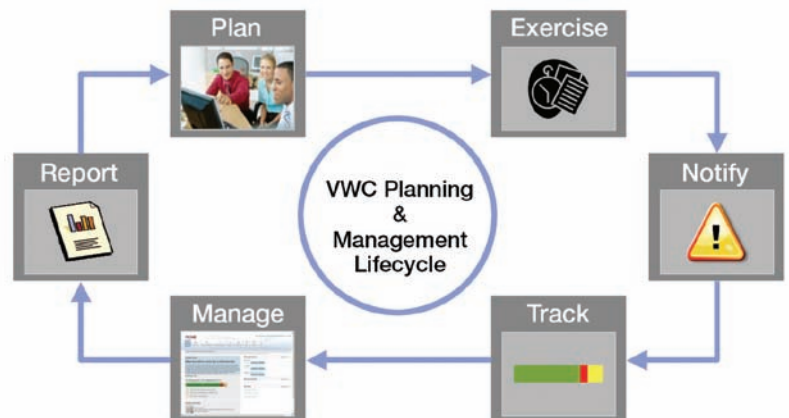 Plan
Exercise
Report
VWC Planning
&
Management
Lifecycle
Notify
Manage
Track